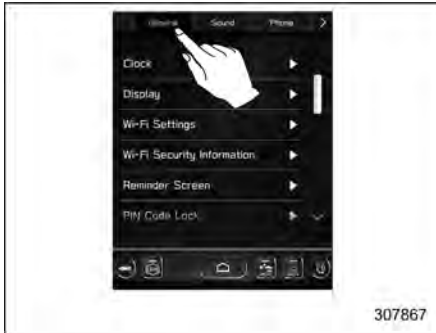 General Sound Phone
Clock
Display
Wi-Fi Settings
Wi-Fi Security Information
Reminder Screen
PIN Code Lock
307867